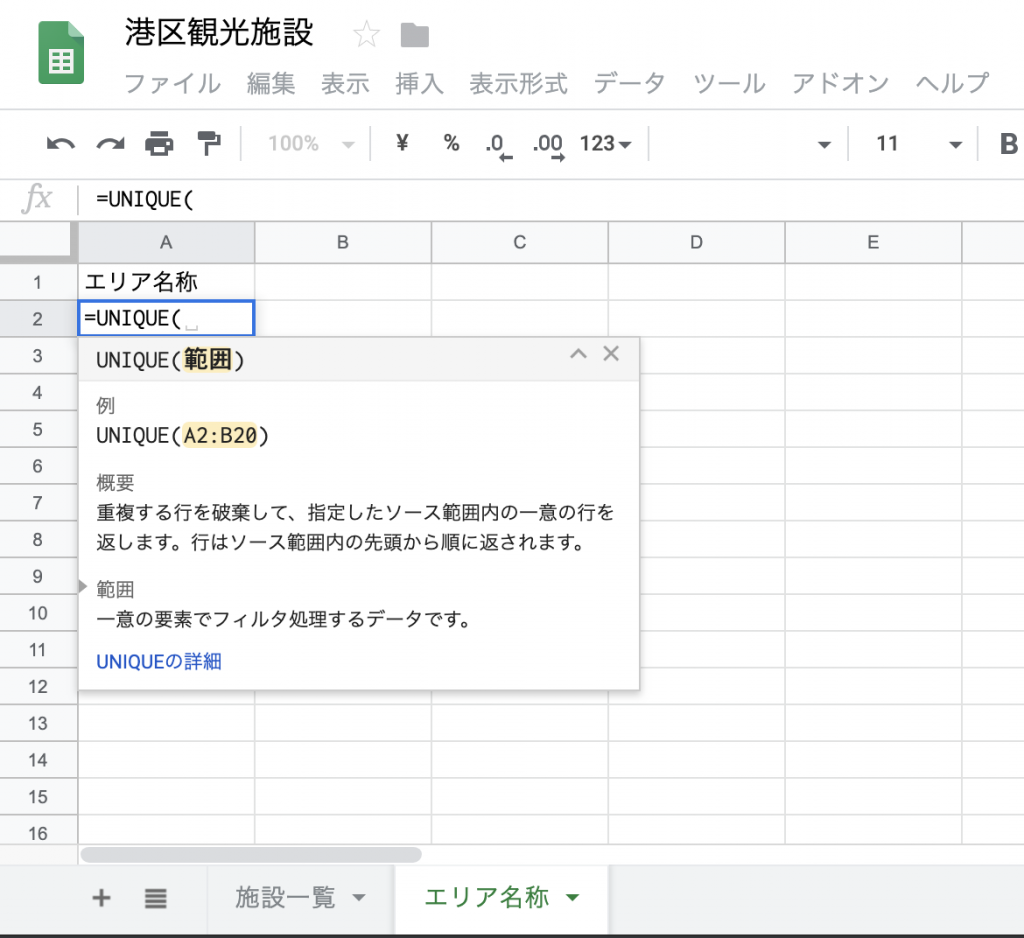 港区観光施設
ファイル 編集 表示 挿入 表示形式 データ ツール アドオン ヘルプ
100% ¥ % .0 .00 123 11 B
fx =UNIQUE(
A B C D E
1 エリア名称
2 =UNIQUE(
3 UNIQUE(範囲)
4 例
5 UNIQUE(A2:B20)
6
概要
7 重複する行を破棄して、指定したソース範囲内の一意の行を
8 返します。行はソース範囲内の先頭から順に返されます。
9 範囲
10 一意の要素でフィルタ処理するデータです。
11 UNIQUEの詳細
12
13
14
15
16
施設一覧 エリア名称